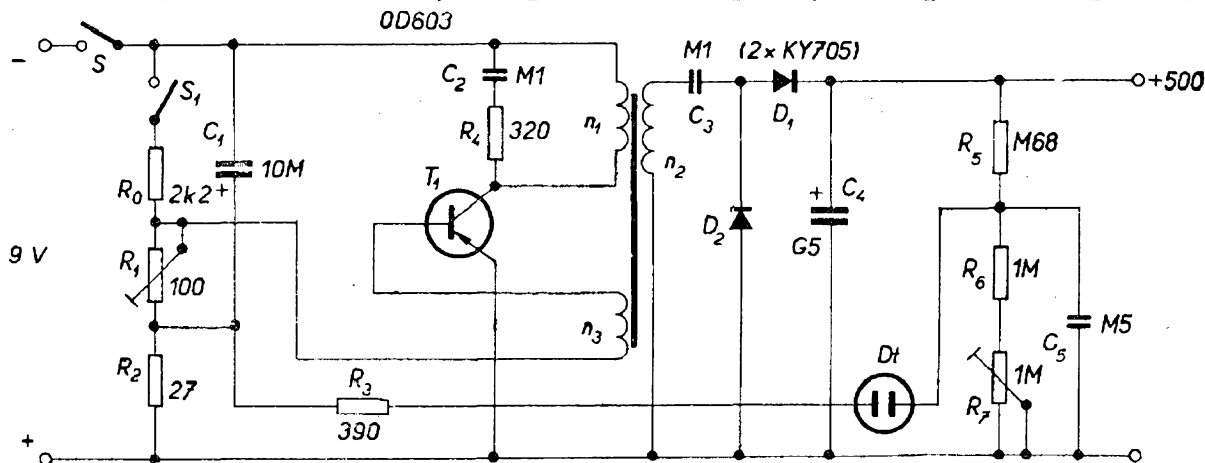 OD603
−
S
S1
C1
10M
+
R0
2k2
9 V
R1
100
R2
27
+
C2
M1
R4
320
T1
n1
n2
n3
R3
390
M1
C3
(2× KY705)
D1
D2
+
C4
G5
+500
R5
M68
R6
1M
R7
1M
C5
M5
Dt